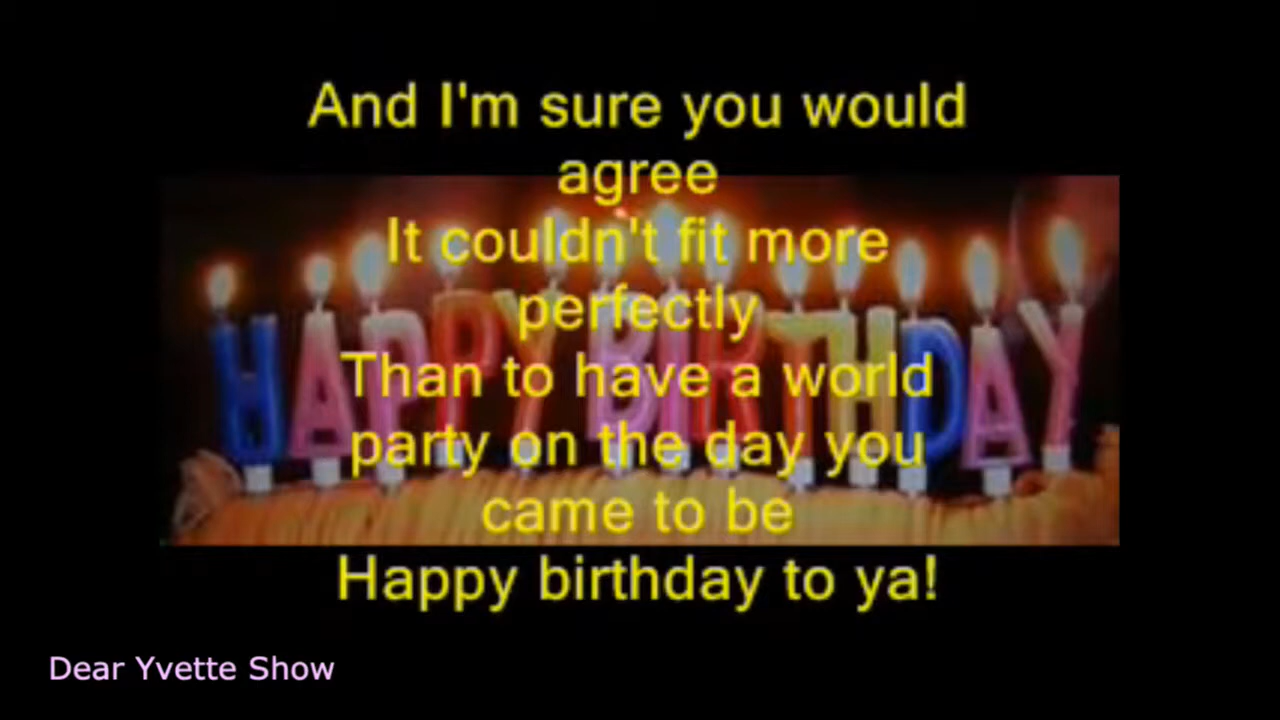 And I'm sure you would
agree
It couldn't fit more
perfectly
Than to have a world
party on the day you
came to be
Happy birthday to ya!
HAPPY BIRTHDAY
Dear Yvette Show